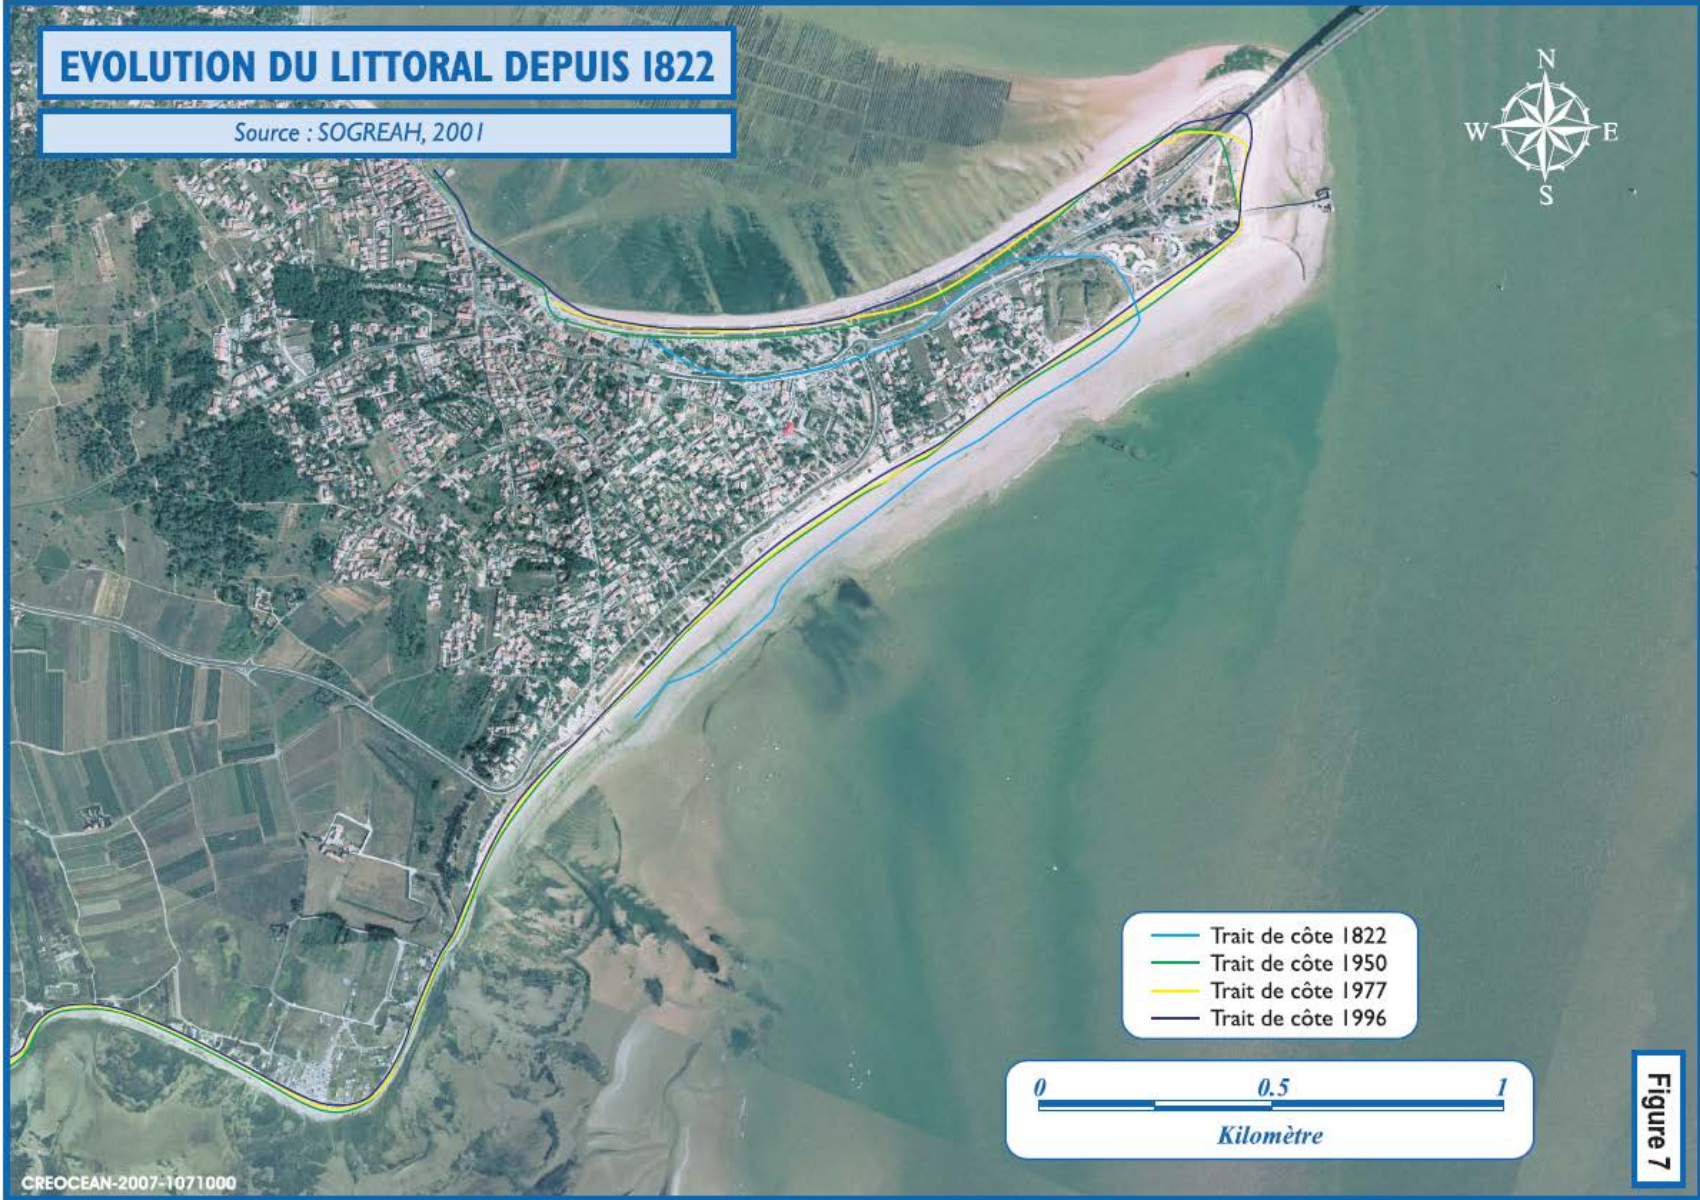 EVOLUTION DU LITTORAL DEPUIS 1822
Source : SOGREAH, 2001
N
W E
S
Trait de côte 1822
Trait de côte 1950
Trait de côte 1977
Trait de côte 1996
0 0.5 1
Kilomètre
Figure 7
CREOCEAN-2007-1071000